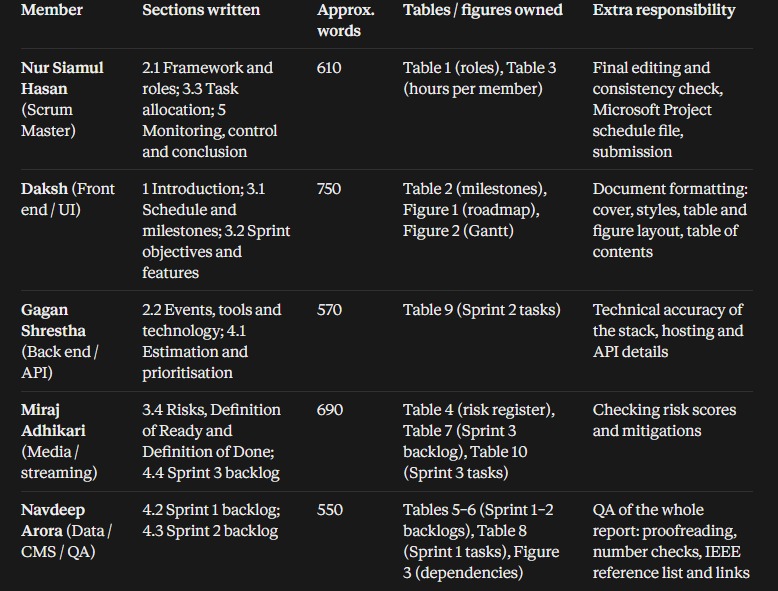 Member Sections written Approx. words Tables / figures owned Extra responsibility
Nur Siamul Hasan (Scrum Master)
2.1 Framework and roles; 3.3 Task allocation; 5 Monitoring, control and conclusion
610
Table 1 (roles), Table 3 (hours per member)
Final editing and consistency check, Microsoft Project schedule file, submission
Daksh (Front end / UI)
1 Introduction; 3.1 Schedule and milestones; 3.2 Sprint objectives and features
750
Table 2 (milestones), Figure 1 (roadmap), Figure 2 (Gantt)
Document formatting: cover, styles, table and figure layout, table of contents
Gagan Shrestha (Back end / API)
2.2 Events, tools and technology; 4.1 Estimation and prioritisation
570
Table 9 (Sprint 2 tasks)
Technical accuracy of the stack, hosting and API details
Miraj Adhikari (Media / streaming)
3.4 Risks, Definition of Ready and Definition of Done; 4.4 Sprint 3 backlog
690
Table 4 (risk register), Table 7 (Sprint 3 backlog), Table 10 (Sprint 3 tasks)
Checking risk scores and mitigations
Navdeep Arora (Data / CMS / QA)
4.2 Sprint 1 backlog; 4.3 Sprint 2 backlog
550
Tables 5–6 (Sprint 1–2 backlogs), Table 8 (Sprint 1 tasks), Figure 3 (dependencies)
QA of the whole report: proofreading, number checks, IEEE reference list and links